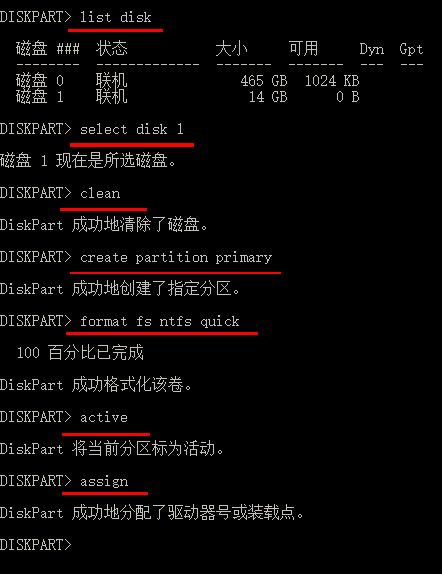 DISKPART> list disk
磁盘 ### 状态 大小 可用 Dyn Gpt
-------- ------------- ------- ------- --- ---
磁盘 0 联机 465 GB 1024 KB
磁盘 1 联机 14 GB 0 B
DISKPART> select disk 1
磁盘 1 现在是所选磁盘。
DISKPART> clean
DiskPart 成功地清除了磁盘。
DISKPART> create partition primary
DiskPart 成功地创建了指定分区。
DISKPART> format fs ntfs quick
100 百分比已完成
DiskPart 成功格式化该卷。
DISKPART> active
DiskPart 将当前分区标为活动。
DISKPART> assign
DiskPart 成功地分配了驱动器号或装载点。
DISKPART>